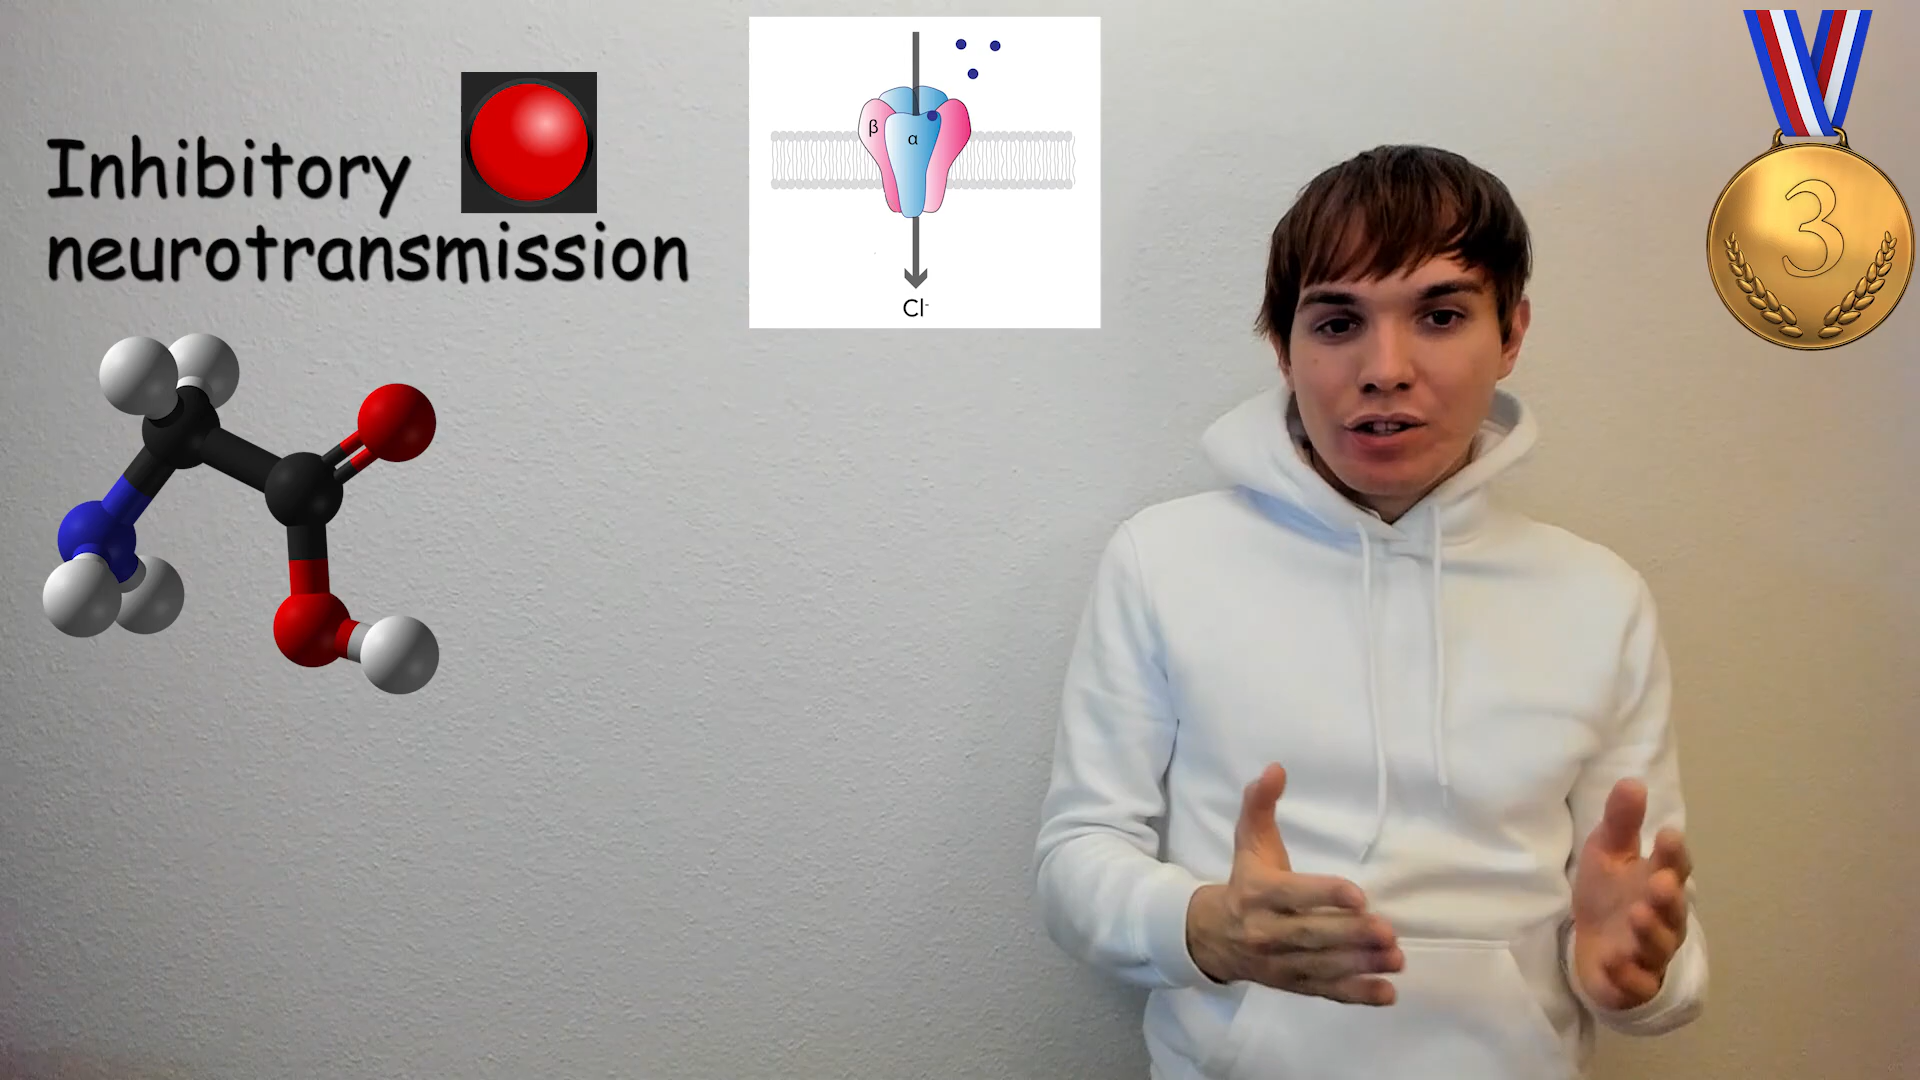 Inhibitory
neurotransmission
β
α
Cl-
3